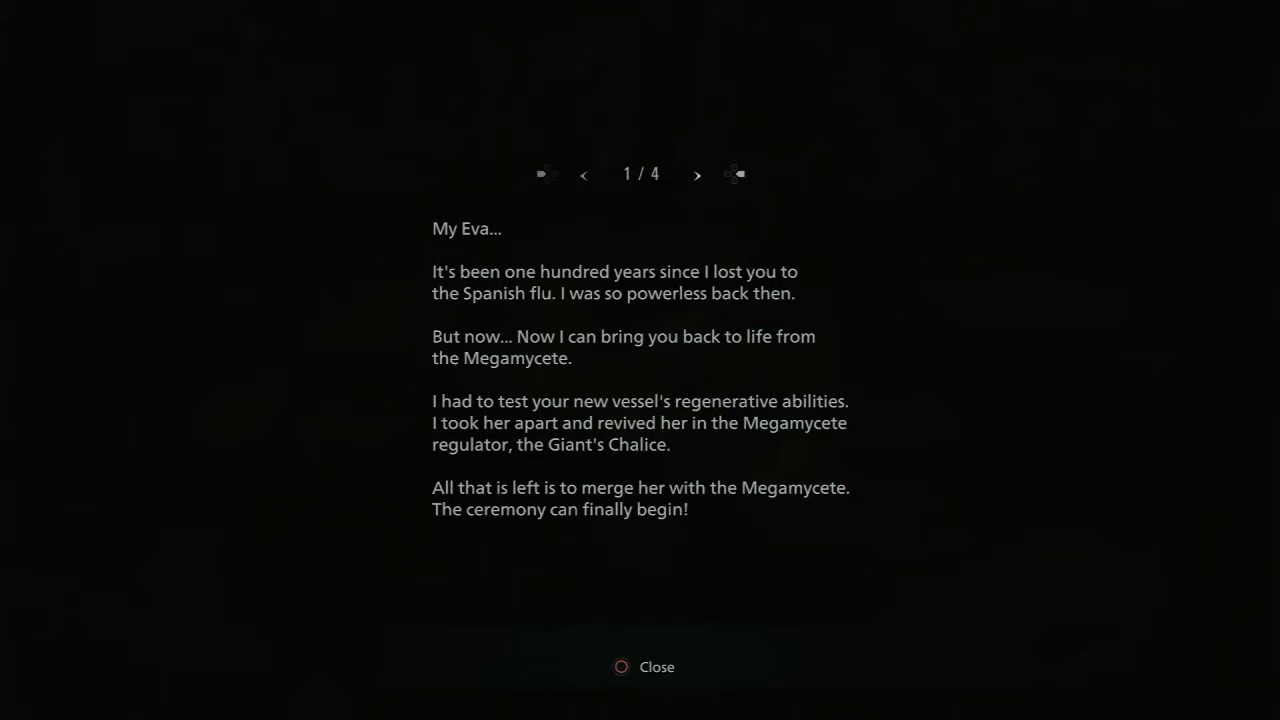 1 / 4
My Eva...
It's been one hundred years since I lost you to
the Spanish flu. I was so powerless back then.
But now... Now I can bring you back to life from
the Megamycete.
I had to test your new vessel's regenerative abilities.
I took her apart and revived her in the Megamycete
regulator, the Giant's Chalice.
All that is left is to merge her with the Megamycete.
The ceremony can finally begin!
Close